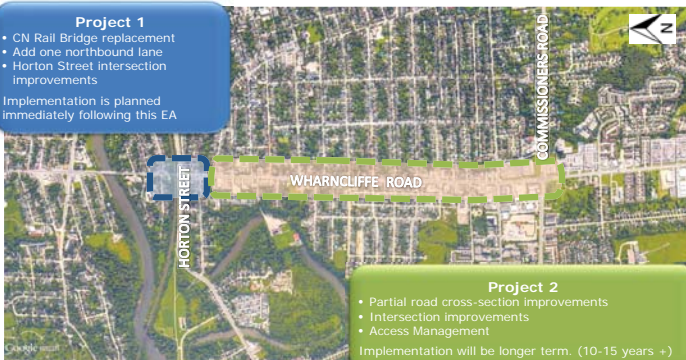 Project 1
• CN Rail Bridge replacement
• Add one northbound lane
• Horton Street intersection
improvements
Implementation is planned
immediately following this EA
N
COMMISSIONERS ROAD
WHARNCLIFFE ROAD
HORTON STREET
Project 2
• Partial road cross-section improvements
• Intersection improvements
• Access Management
Implementation will be longer term. (10-15 years +)
Google